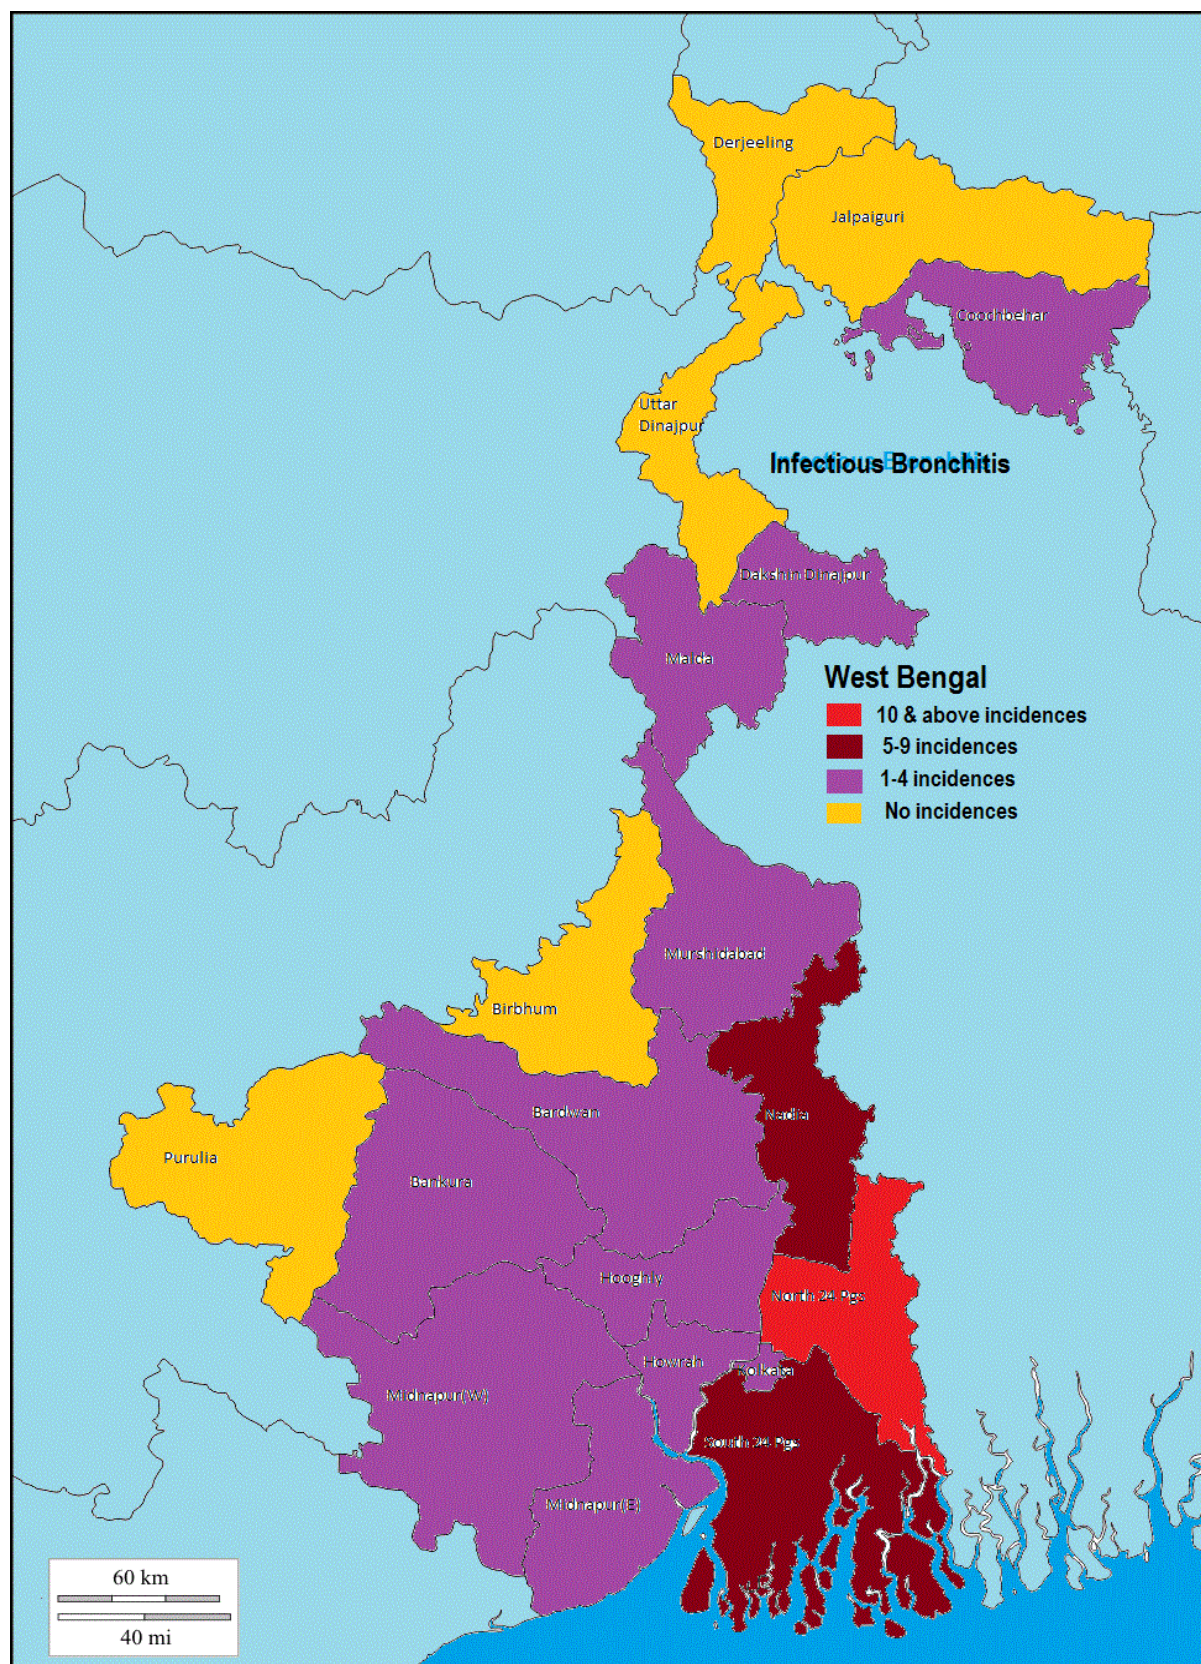 Derjeeling
Jalpaiguri
Coochbehar
Uttar
Dinajpur
Infectious Bronchitis
Dakshin Dinajpur
Malda
West Bengal
10 & above incidences
5-9 incidences
1-4 incidences
No incidences
Murshidabad
Birbhum
Bardwan
Nadia
Purulia
Bankura
Hooghly
North 24 Pgs
Howrah
Kolkata
Midnapur(W)
South 24 Pgs
Midnapur(E)
60 km
40 mi